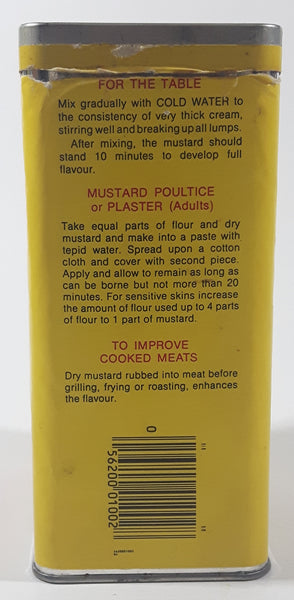 FOR THE TABLE
Mix gradually with COLD WATER to
the consistency of very thick cream,
stirring well and breaking up all lumps.
After mixing, the mustard should
stand 10 minutes to develop full
flavour.
MUSTARD POULTICE
or PLASTER (Adults)
Take equal parts of flour and dry
mustard and make into a paste with
tepid water. Spread upon a cotton
cloth and cover with second piece.
Apply and allow to remain as long as
can be borne but not more than 20
minutes. For sensitive skins increase
the amount of flour used up to 4 parts
of flour to 1 part of mustard.
TO IMPROVE
COOKED MEATS
Dry mustard rubbed into meat before
grilling, frying or roasting, enhances
the flavour.
0
56200 01002